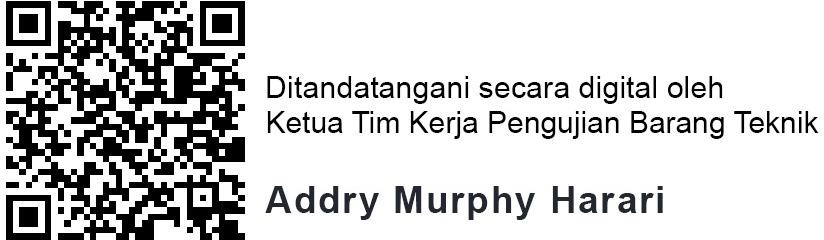 Ditandatangani secara digital oleh
Ketua Tim Kerja Pengujian Barang Teknik
Addry Murphy Harari